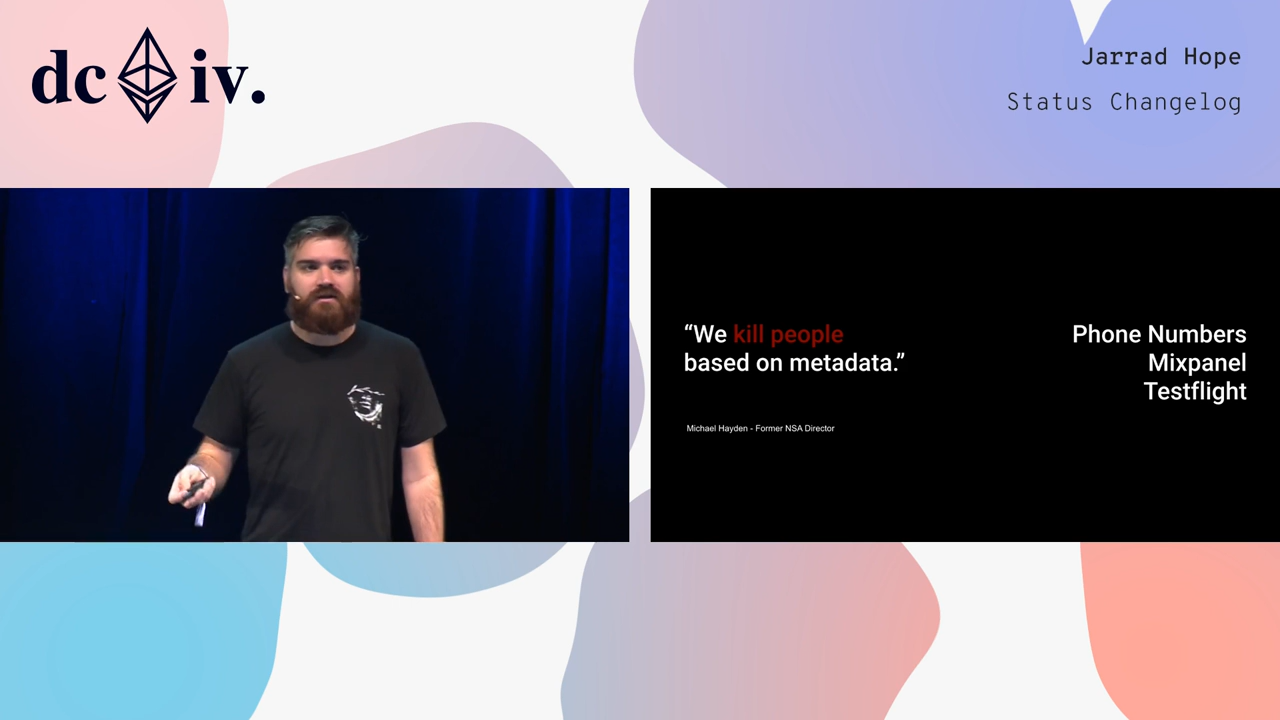 dc iv.
Jarrad Hope
Status Changelog
“We kill people
based on metadata.”
Michael Hayden - Former NSA Director
Phone Numbers
Mixpanel
Testflight